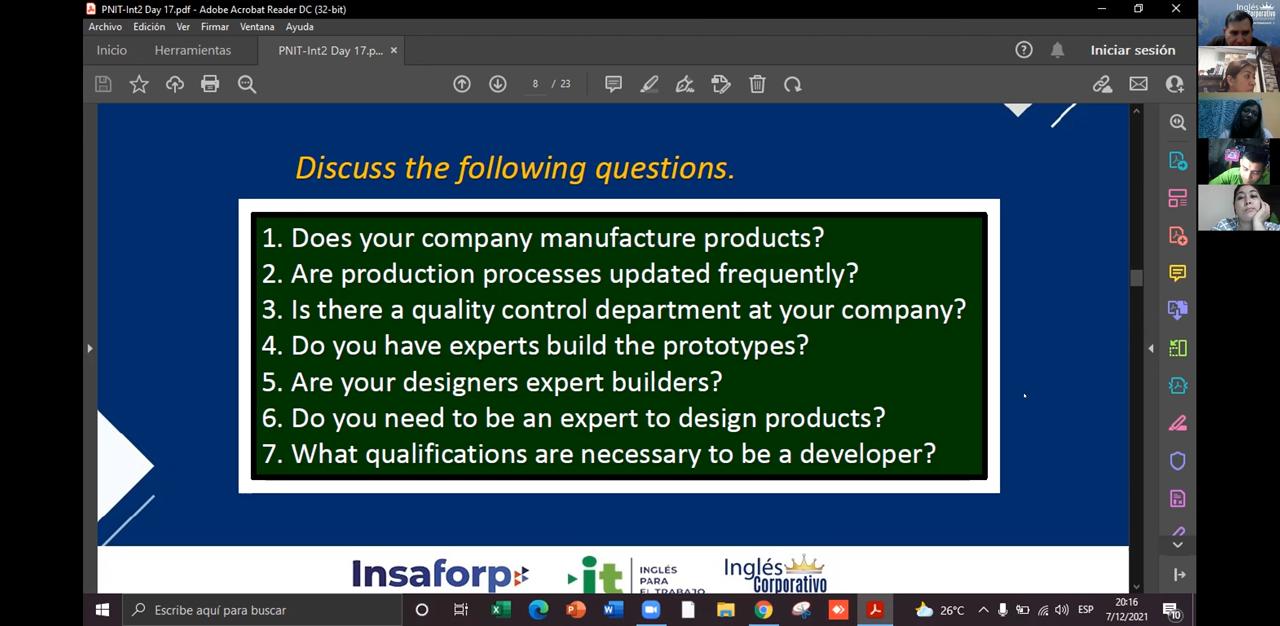 PNIT-Int2 Day 17.pdf - Adobe Acrobat Reader DC (32-bit)
Archivo Edición Ver Firmar Ventana Ayuda
Inicio Herramientas PNIT-Int2 Day 17.p... × Iniciar sesión
8 / 23
Discuss the following questions.
1. Does your company manufacture products?
2. Are production processes updated frequently?
3. Is there a quality control department at your company?
4. Do you have experts build the prototypes?
5. Are your designers expert builders?
6. Do you need to be an expert to design products?
7. What qualifications are necessary to be a developer?
Insaforp
it
INGLÉS
PARA
EL TRABAJO
Inglés
Corporativo
Escribe aquí para buscar
26°C
ESP
20:16
7/12/2021
10
Inglés
Corporativo